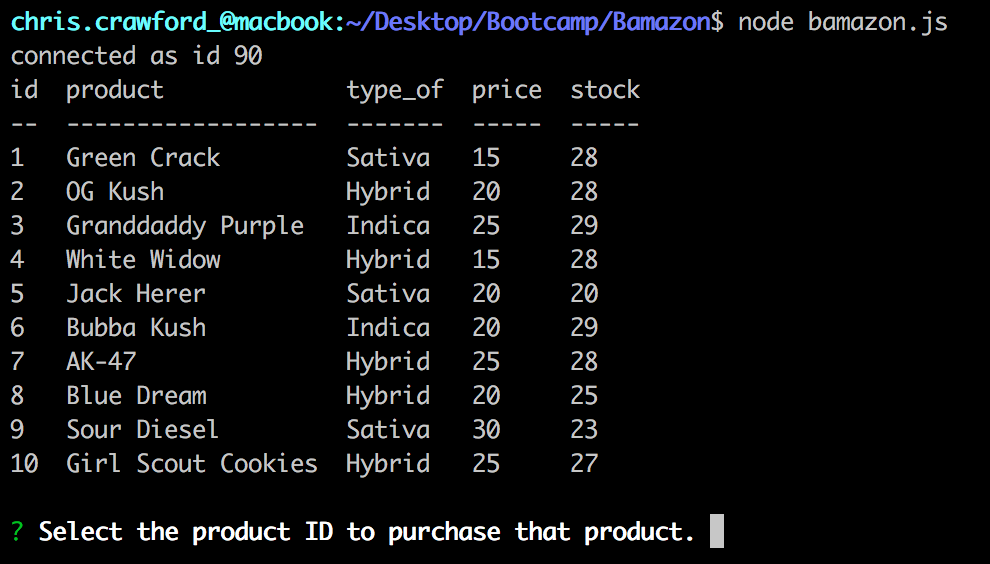 chris.crawford_@macbook:~/Desktop/Bootcamp/Bamazon$ node bamazon.js
connected as id 90
id  product             type_of  price  stock
--  ------------------  -------  -----  -----
1   Green Crack         Sativa   15     28
2   OG Kush             Hybrid   20     28
3   Granddaddy Purple   Indica   25     29
4   White Widow         Hybrid   15     28
5   Jack Herer          Sativa   20     20
6   Bubba Kush          Indica   20     29
7   AK-47               Hybrid   25     28
8   Blue Dream          Hybrid   20     25
9   Sour Diesel         Sativa   30     23
10  Girl Scout Cookies  Hybrid   25     27
? Select the product ID to purchase that product.